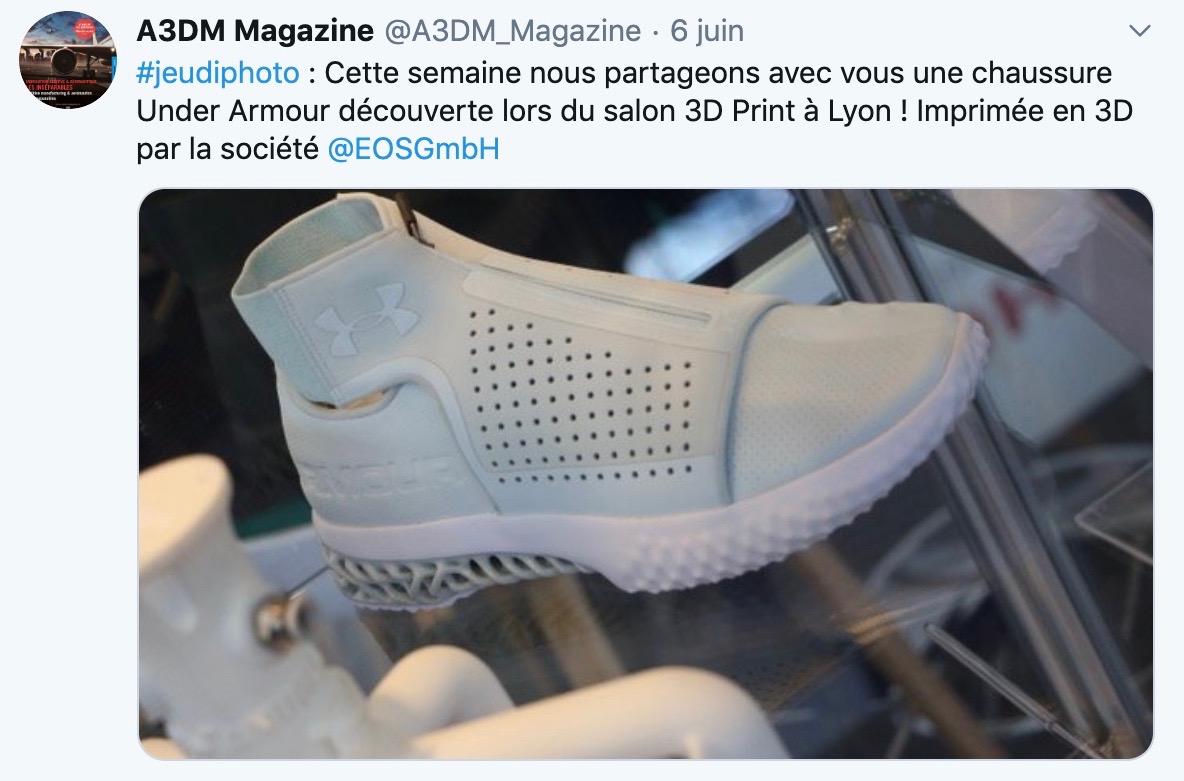 A3DM Magazine @A3DM_Magazine · 6 juin
#jeudiphoto : Cette semaine nous partageons avec vous une chaussure
Under Armour découverte lors du salon 3D Print à Lyon ! Imprimée en 3D
par la société @EOSGmbH